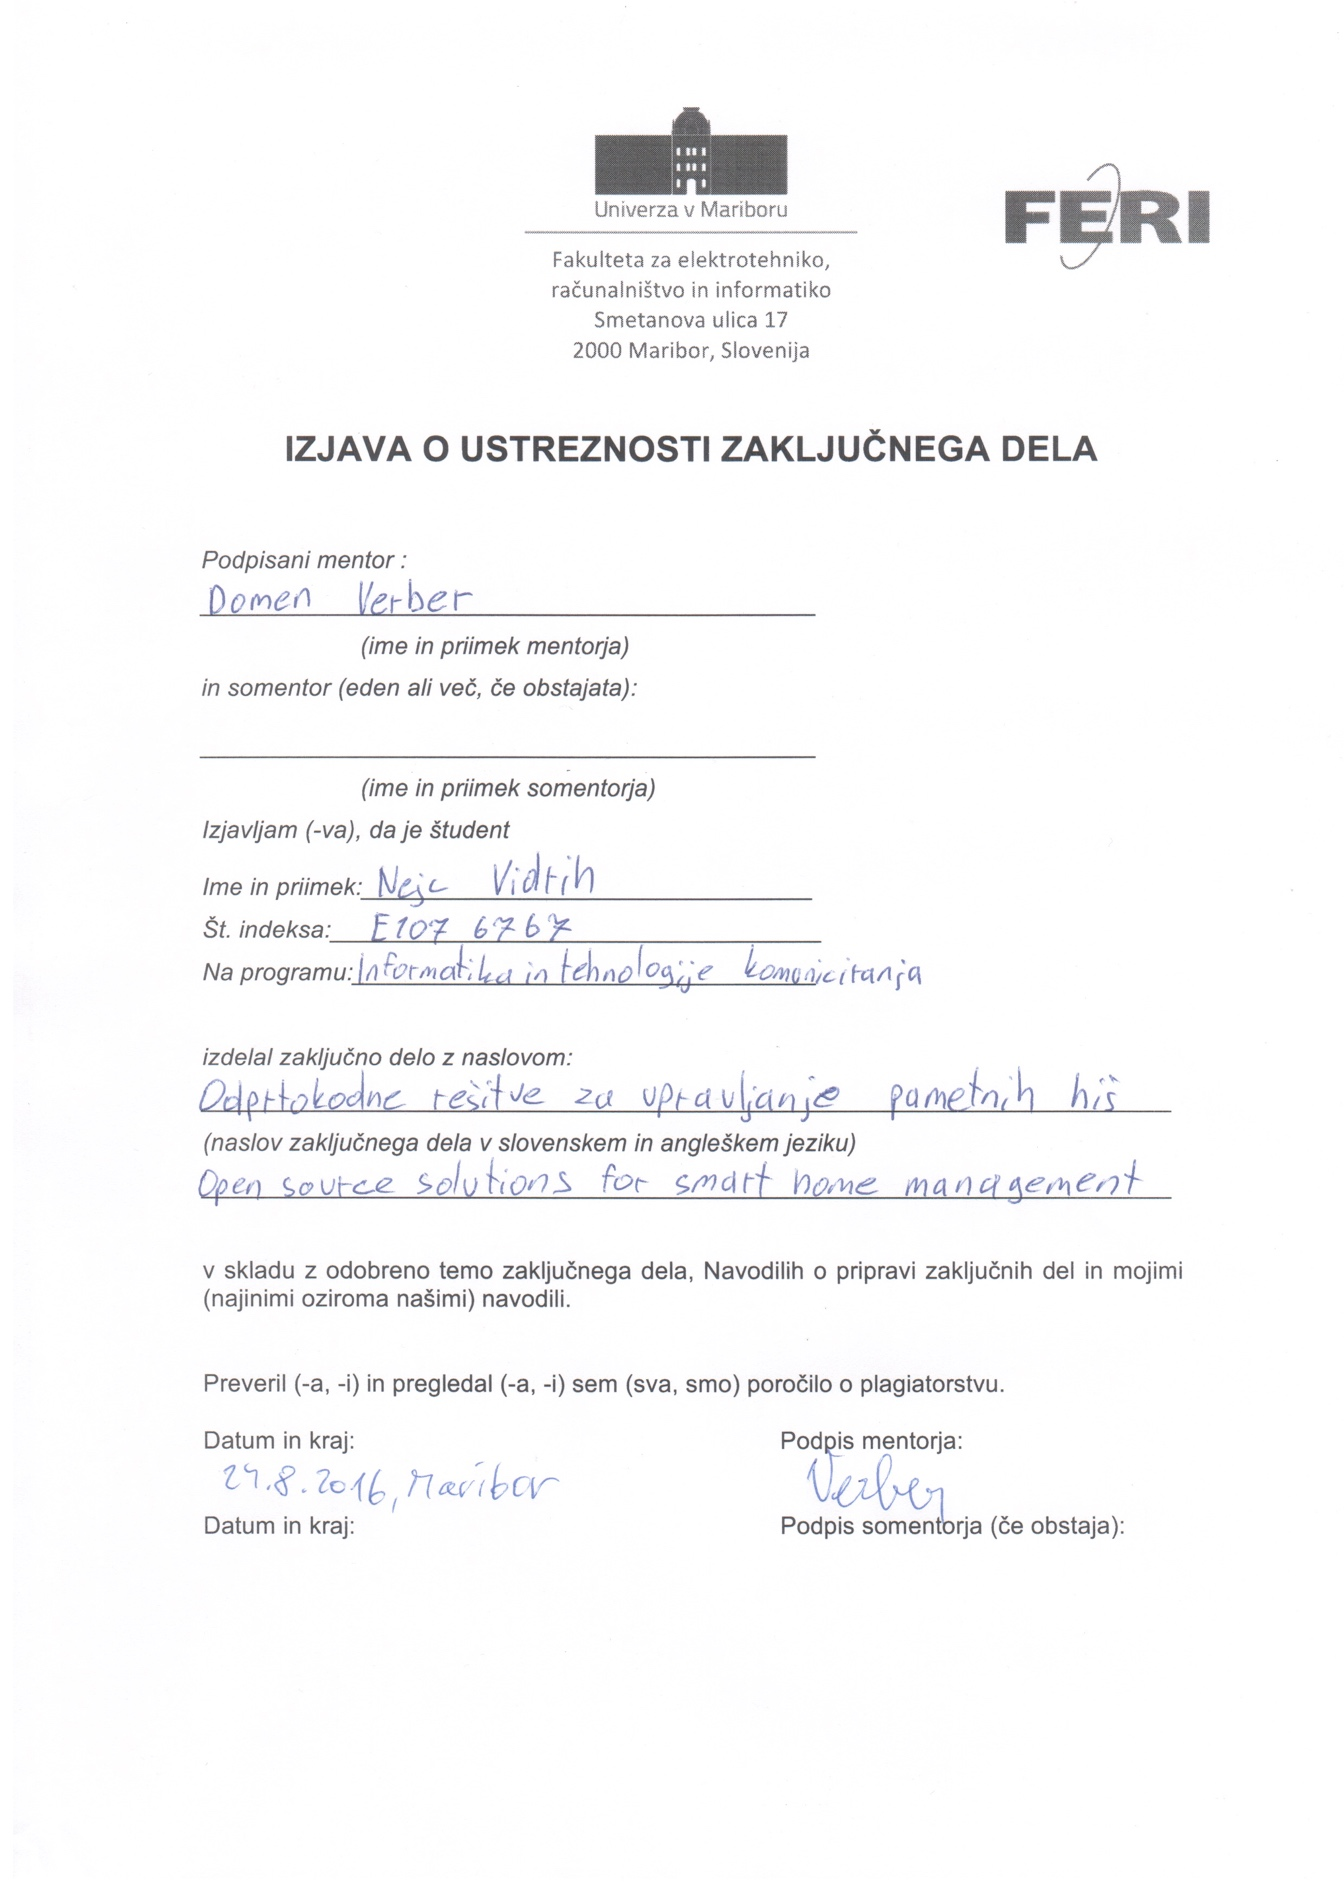 Univerza v Mariboru
FERI
Fakulteta za elektrotehniko,
računalništvo in informatiko
Smetanova ulica 17
2000 Maribor, Slovenija
IZJAVA O USTREZNOSTI ZAKLJUČNEGA DELA
Podpisani mentor :
Domen Verber
(ime in priimek mentorja)
in somentor (eden ali več, če obstajata):
(ime in priimek somentorja)
Izjavljam (-va), da je študent
Ime in priimek: Nejc Vidrih
Št. indeksa: E107 6767
Na programu: Informatika in tehnologije komuniciranja
izdelal zaključno delo z naslovom:
Odprtokodne rešitve za upravljanje pametnih hiš
(naslov zaključnega dela v slovenskem in angleškem jeziku)
Open source solutions for smart home management
v skladu z odobreno temo zaključnega dela, Navodilih o pripravi zaključnih del in mojimi
(najinimi oziroma našimi) navodili.
Preveril (-a, -i) in pregledal (-a, -i) sem (sva, smo) poročilo o plagiatorstvu.
Datum in kraj: Podpis mentorja:
24.8.2016, Maribor Verber
Datum in kraj: Podpis somentorja (če obstaja):